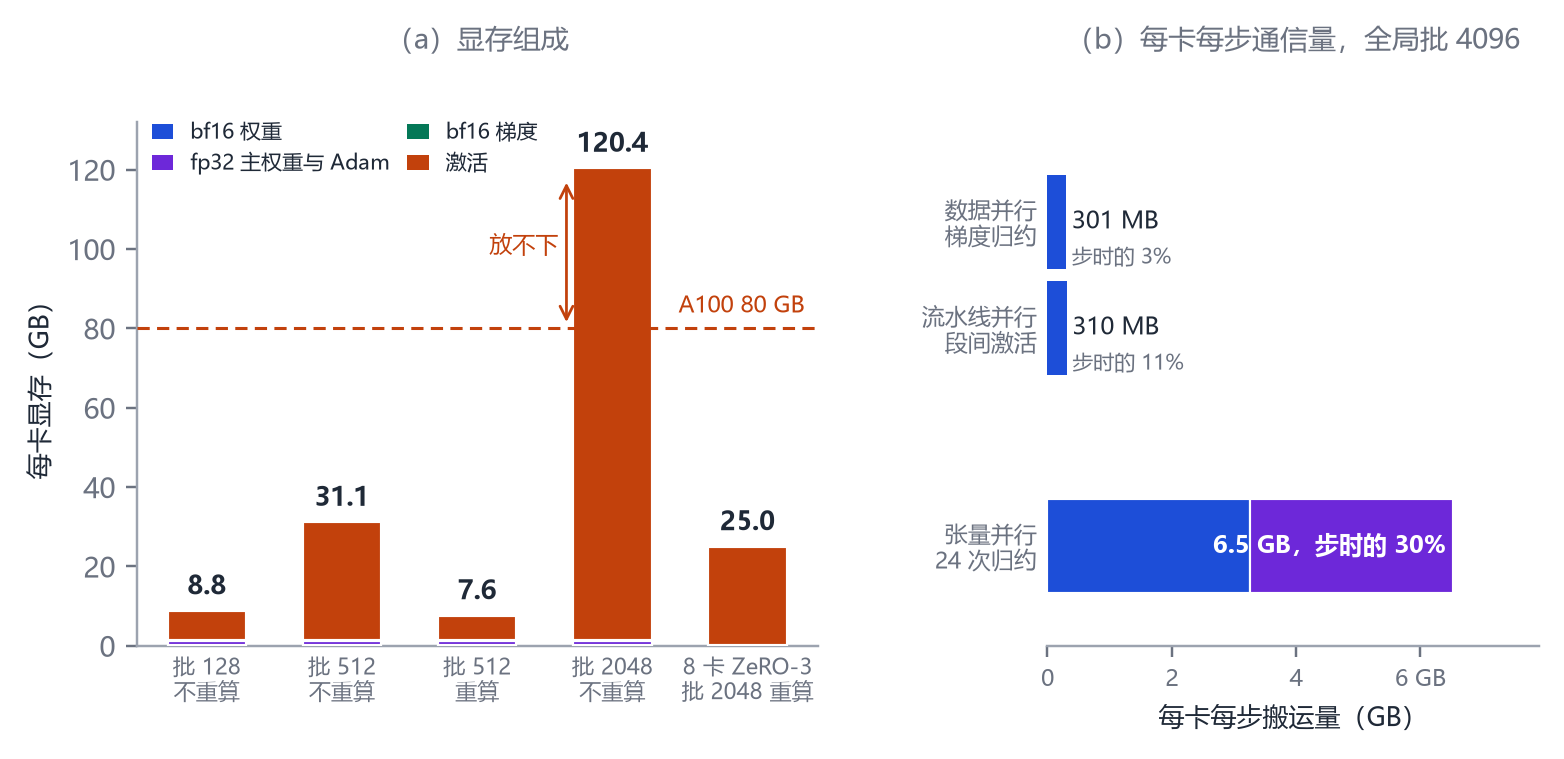 （a）显存组成
bf16 权重
bf16 梯度
fp32 主权重与 Adam
激活
每卡显存（GB）
120
100
80
60
40
20
0
8.8
31.1
7.6
120.4
25.0
放不下
A100 80 GB
批 128
不重算
批 512
不重算
批 512
重算
批 2048
不重算
8 卡 ZeRO-3
批 2048 重算
（b）每卡每步通信量，全局批 4096
数据并行
梯度归约
301 MB
步时的 3%
流水线并行
段间激活
310 MB
步时的 11%
张量并行
24 次归约
6.5 GB，步时的 30%
0
2
4
6 GB
每卡每步搬运量（GB）